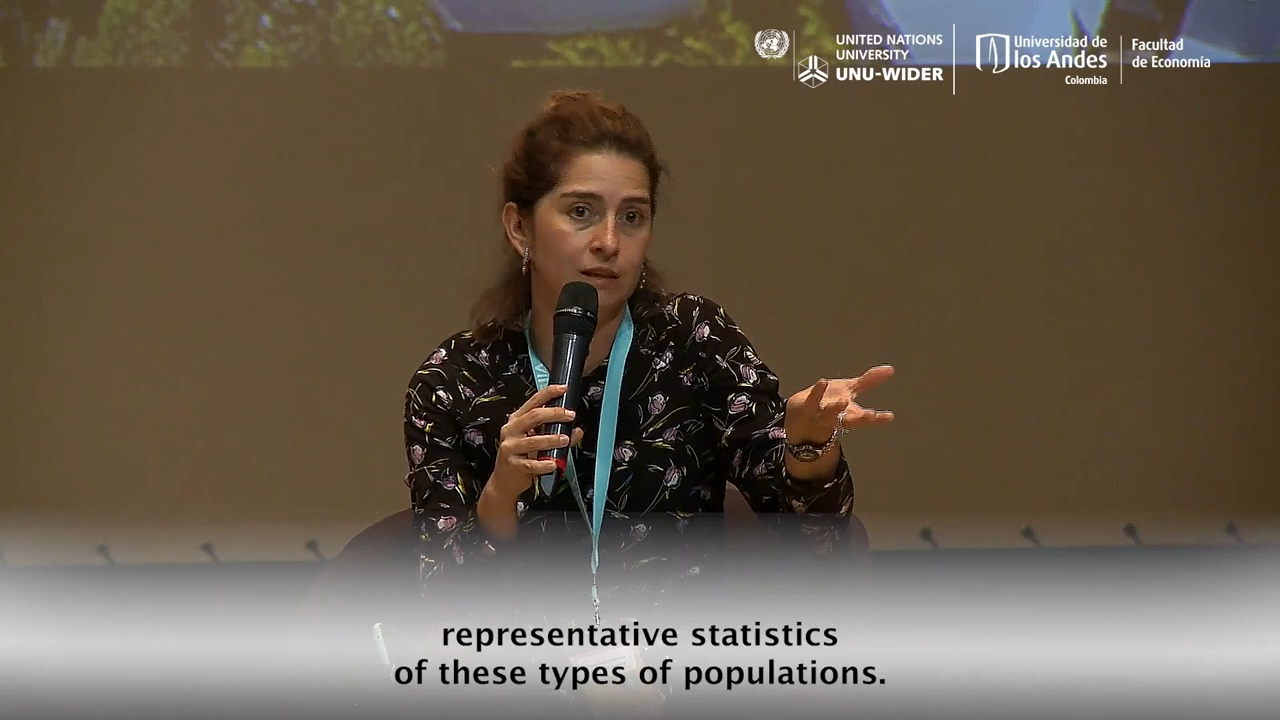 UNITED NATIONS
UNIVERSITY
UNU-WIDER
Universidad de
los Andes
Colombia
Facultad
de Economía
representative statistics
of these types of populations.